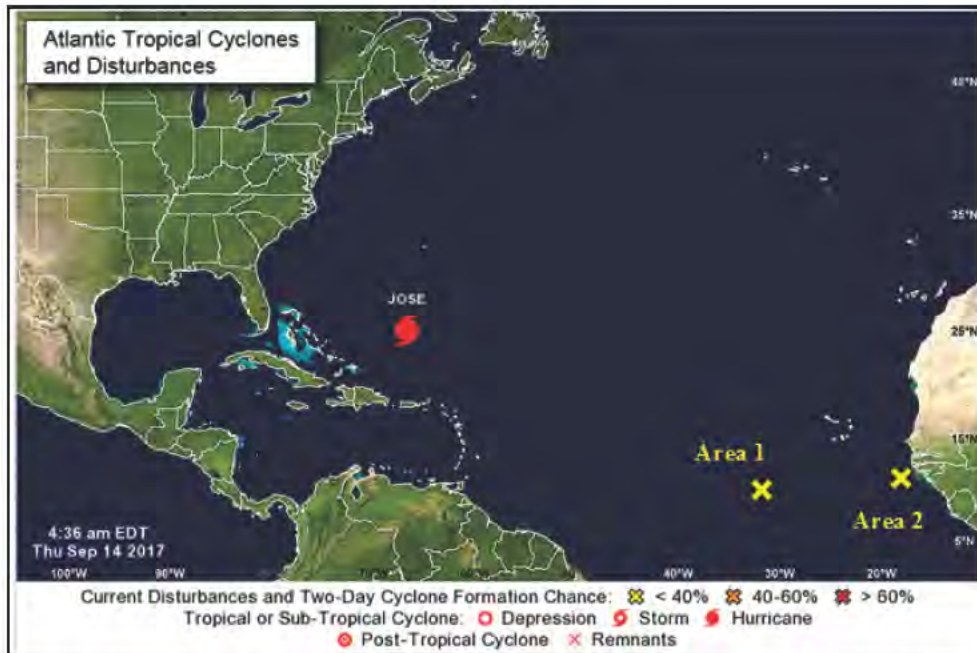 Atlantic Tropical Cyclones
and Disturbances
35°N
JOSE
25°N
15°N
Area 1
Area 2
4:36 am EDT
Thu Sep 14 2017
5°N
100°W 90°W 40°W 30°W 20°W
Current Disturbances and Two-Day Cyclone Formation Chance: < 40% 40-60% > 60%
Tropical or Sub-Tropical Cyclone: Depression Storm Hurricane
Post-Tropical Cyclone Remnants